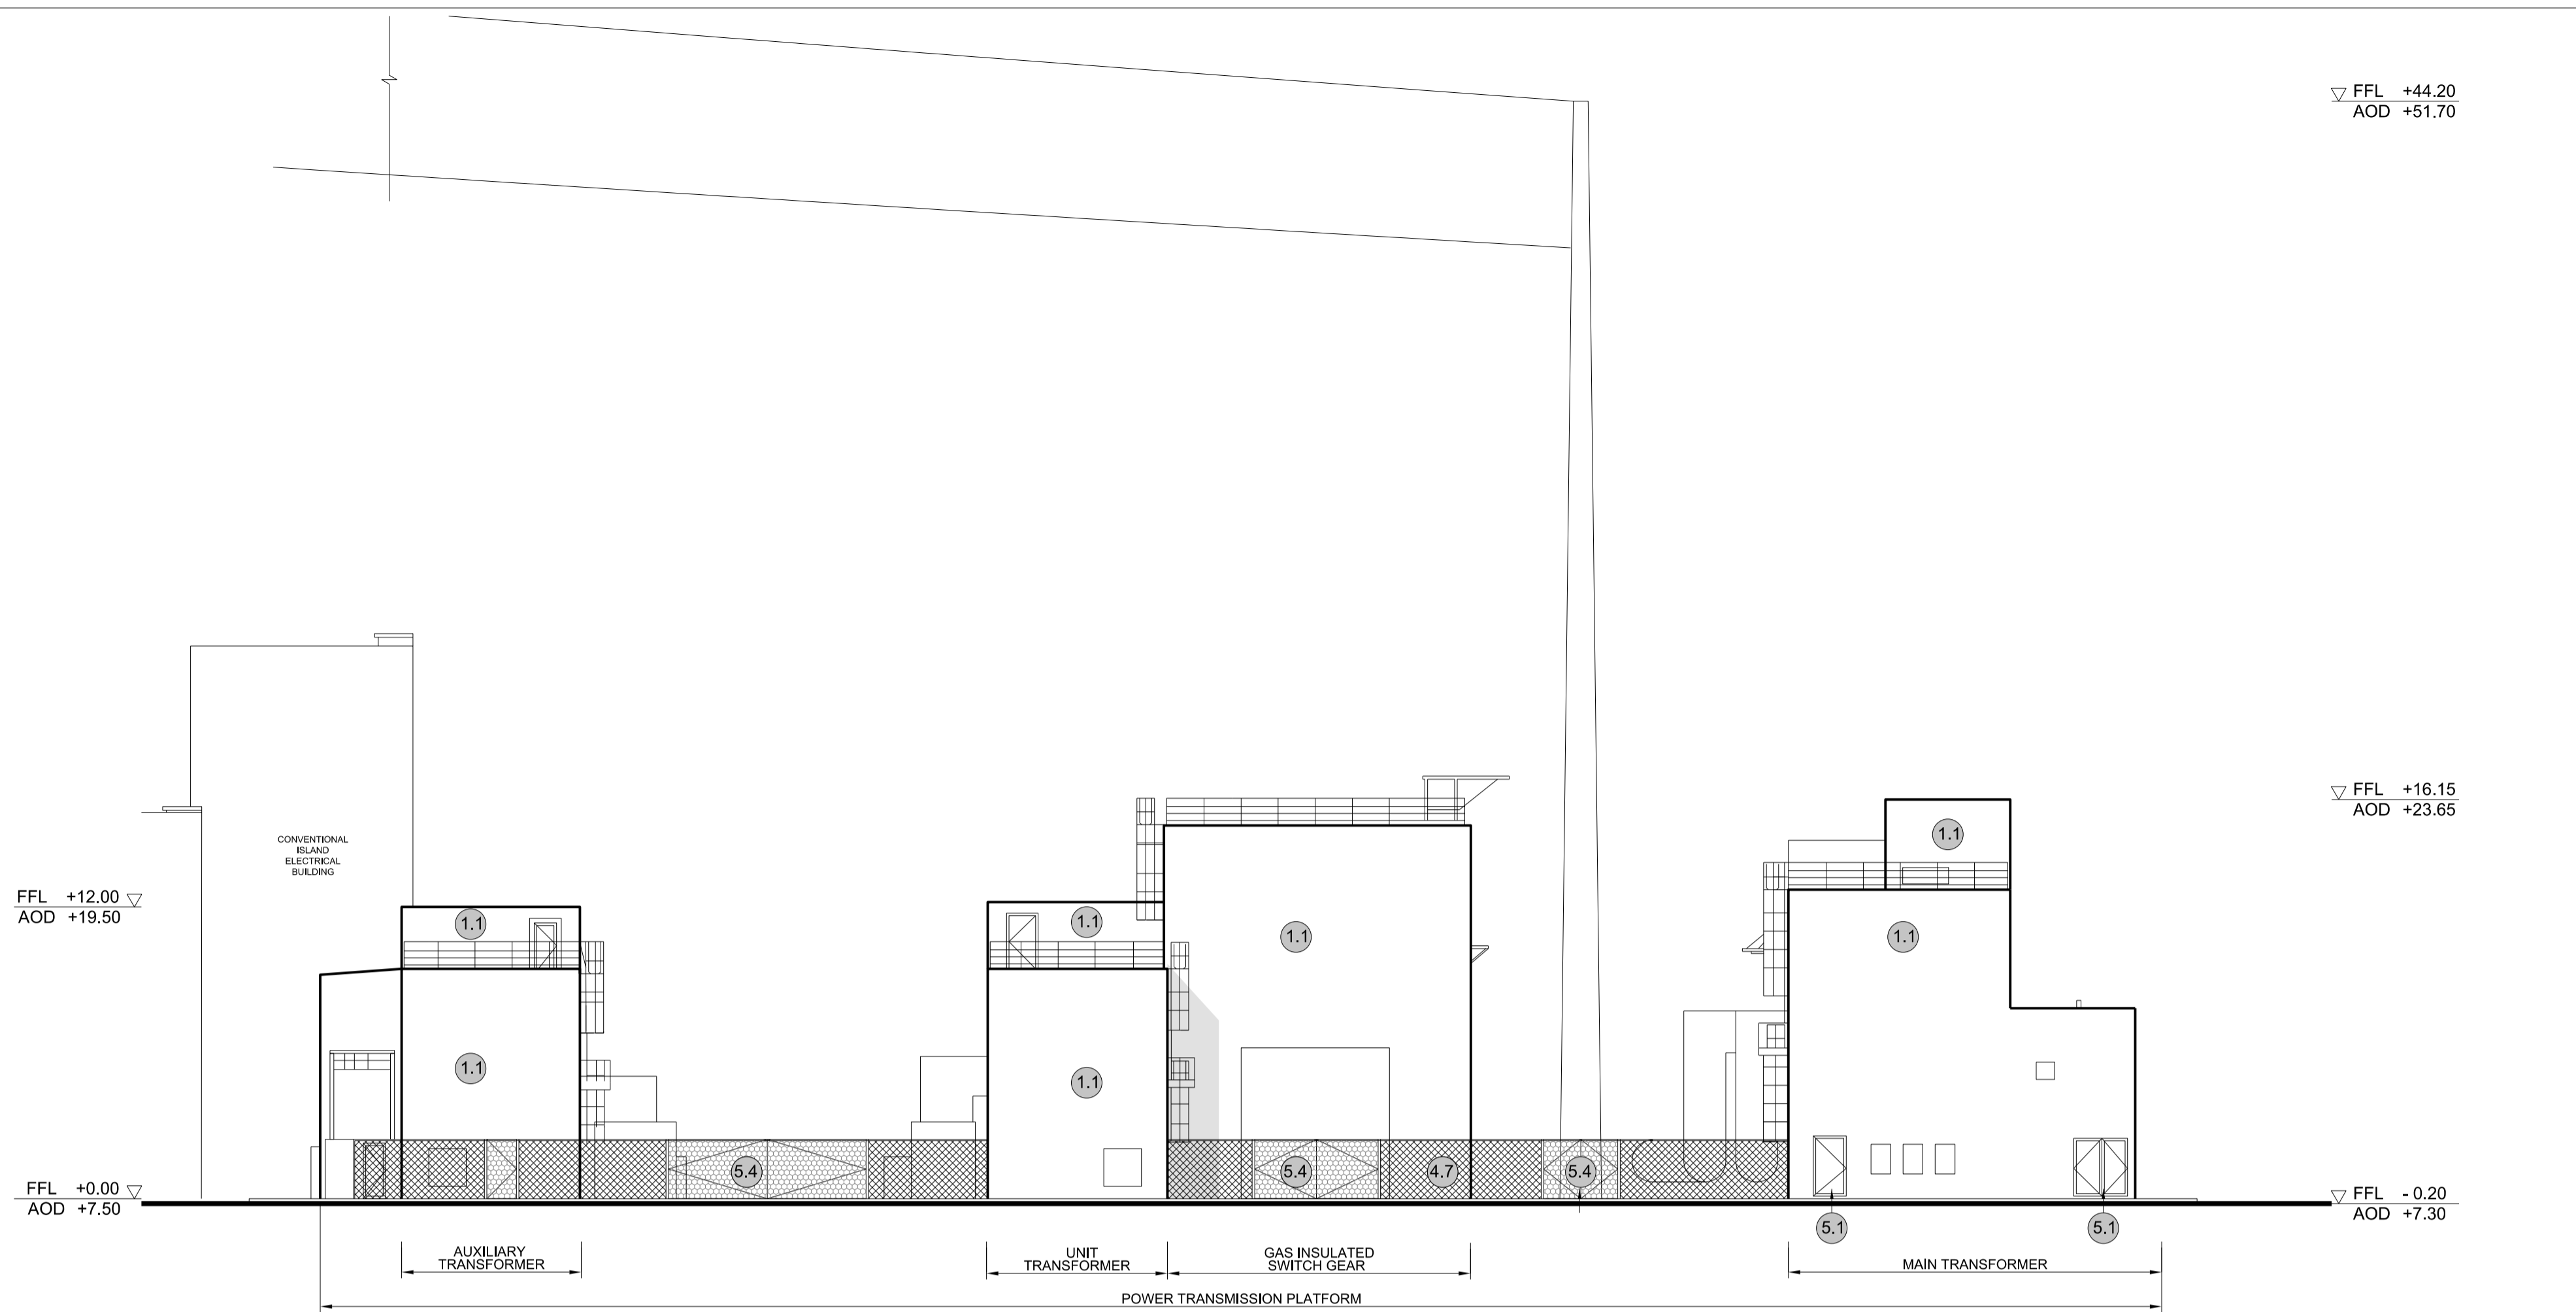 FFL +44.20
AOD +51.70
FFL +16.15
AOD +23.65
CONVENTIONAL
ISLAND
ELECTRICAL
BUILDING
1.1
FFL +12.00
AOD +19.50
1.1
1.1
1.1
1.1
1.1
1.1
5.4
5.4
4.7
5.4
FFL +0.00
AOD +7.50
FFL - 0.20
AOD +7.30
5.1
5.1
AUXILIARY
TRANSFORMER
UNIT
TRANSFORMER
GAS INSULATED
SWITCH GEAR
MAIN TRANSFORMER
POWER TRANSMISSION PLATFORM